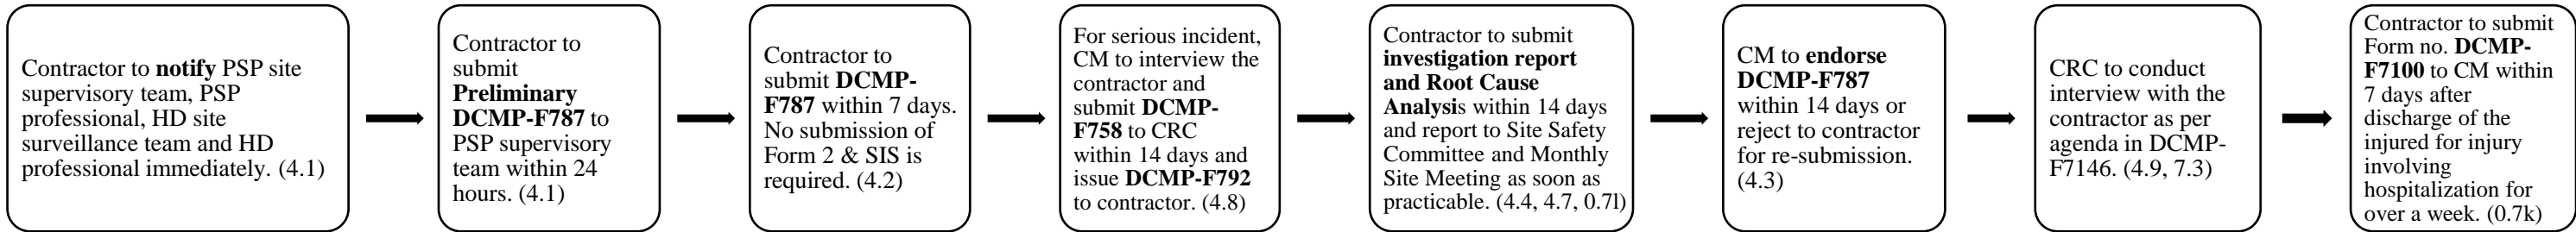 Contractor to notify PSP site
supervisory team, PSP
professional, HD site
surveillance team and HD
professional immediately. (4.1)
Contractor to
submit
Preliminary
DCMP-F787 to
PSP supervisory
team within 24
hours. (4.1)
Contractor to
submit DCMP-
F787 within 7 days.
No submission of
Form 2 & SIS is
required. (4.2)
For serious incident,
CM to interview the
contractor and
submit DCMP-
F758 to CRC
within 14 days and
issue DCMP-F792
to contractor. (4.8)
Contractor to submit
investigation report
and Root Cause
Analysis within 14 days
and report to Site Safety
Committee and Monthly
Site Meeting as soon as
practicable. (4.4, 4.7, 0.7l)
CM to endorse
DCMP-F787
within 14 days or
reject to contractor
for re-submission.
(4.3)
CRC to conduct
interview with the
contractor as per
agenda in DCMP-
F7146. (4.9, 7.3)
Contractor to submit
Form no. DCMP-
F7100 to CM within
7 days after
discharge of the
injured for injury
involving
hospitalization for
over a week. (0.7k)